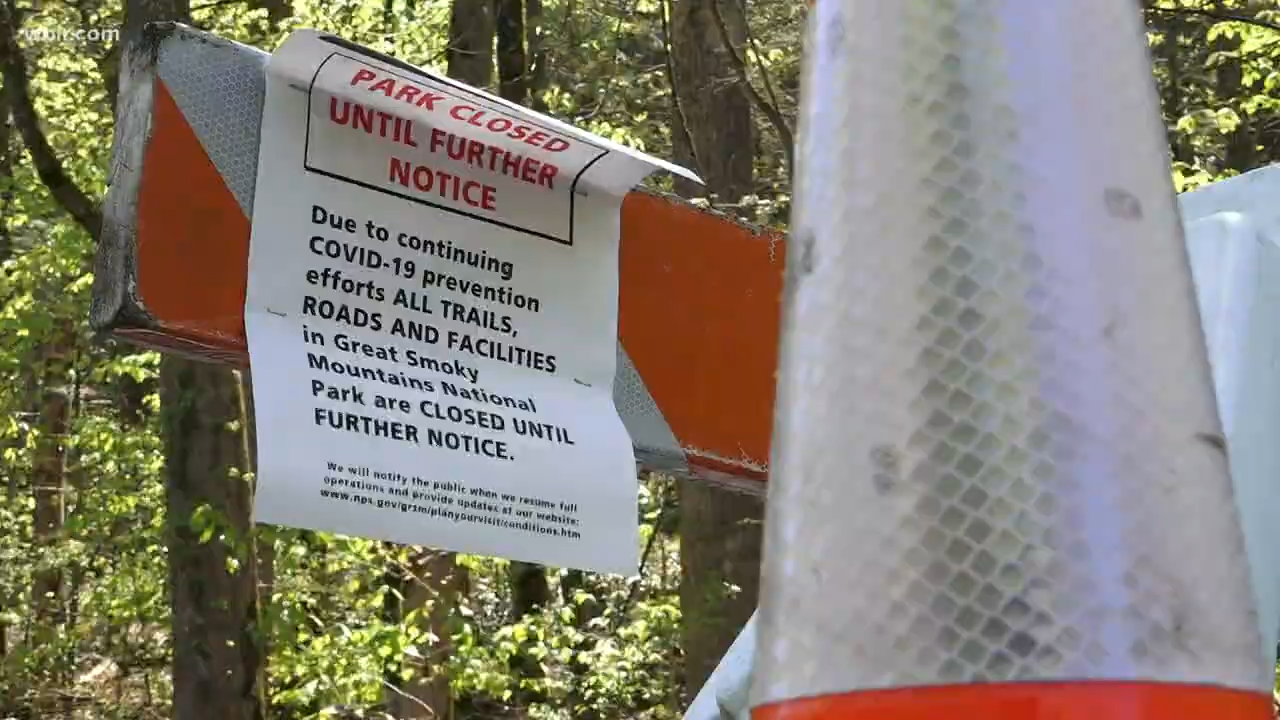 wbir.com
PARK CLOSED
UNTIL FURTHER
NOTICE
Due to continuing
COVID-19 prevention
efforts ALL TRAILS,
ROADS AND FACILITIES
in Great Smoky
Mountains National
Park are CLOSED UNTIL
FURTHER NOTICE.
We will notify the public when we resume full
operations and provide updates at our website:
www.nps.gov/grsm/planyourvisit/conditions.htm